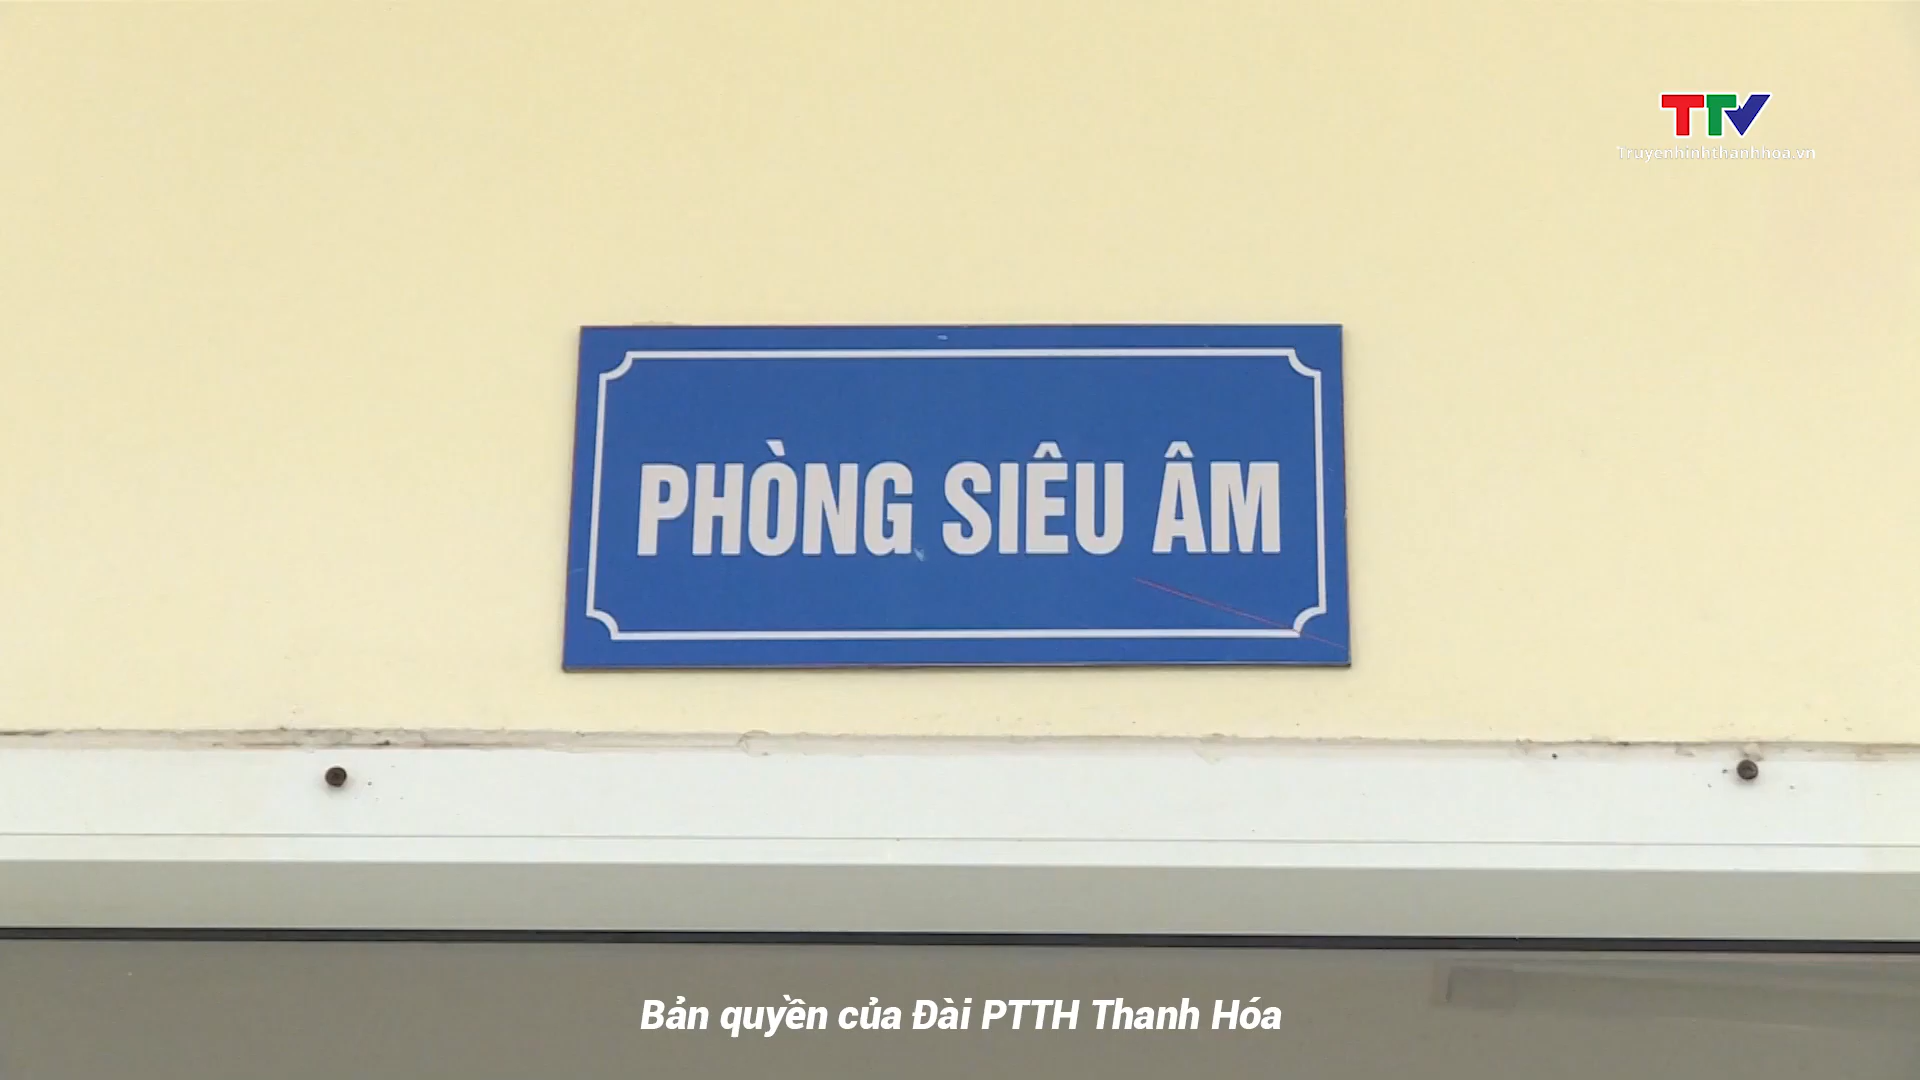 TTV
Truyenhinhthanhhoa.vn
PHÒNG SIÊU ÂM
Bản quyền của Đài PTTH Thanh Hóa